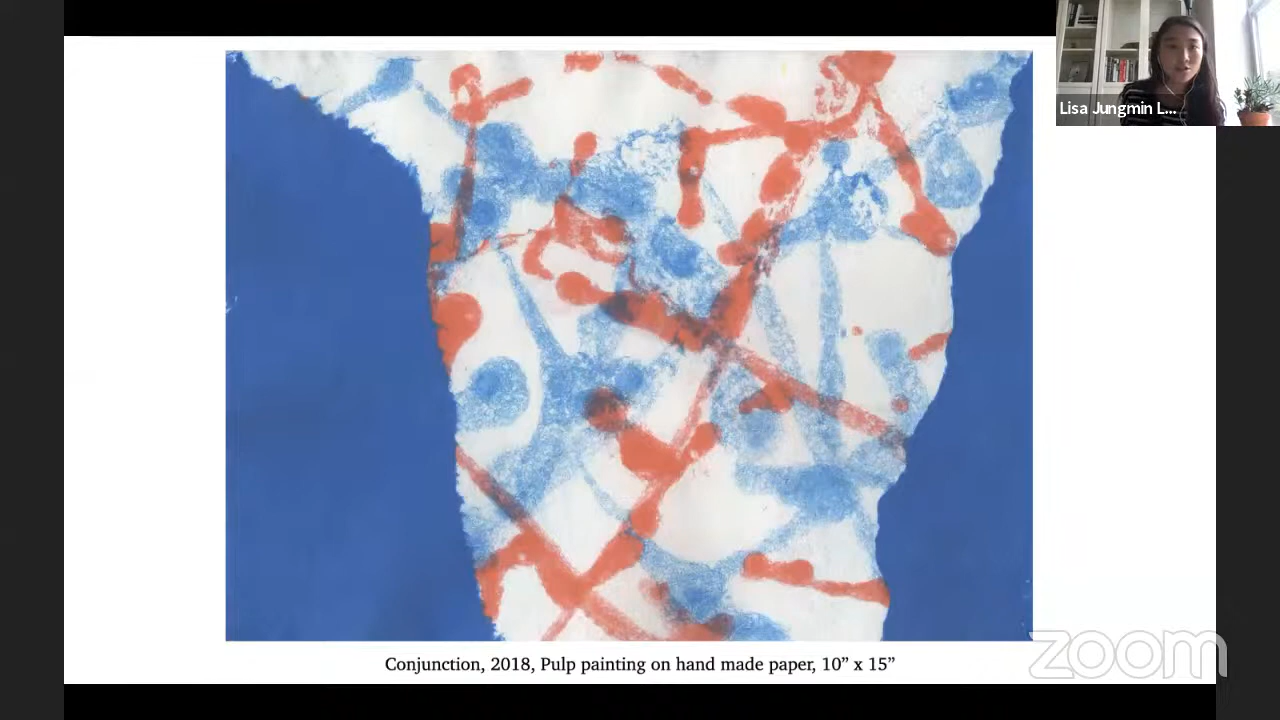 Lisa Jungmin L...
Conjunction, 2018, Pulp painting on hand made paper, 10” x 15”
zoom